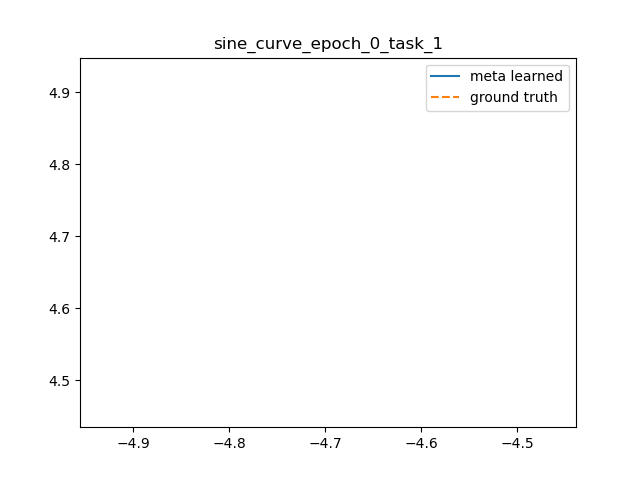 sine_curve_epoch_0_task_1
meta learned
ground truth
4.9
4.8
4.7
4.6
4.5
−4.9 −4.8 −4.7 −4.6 −4.5